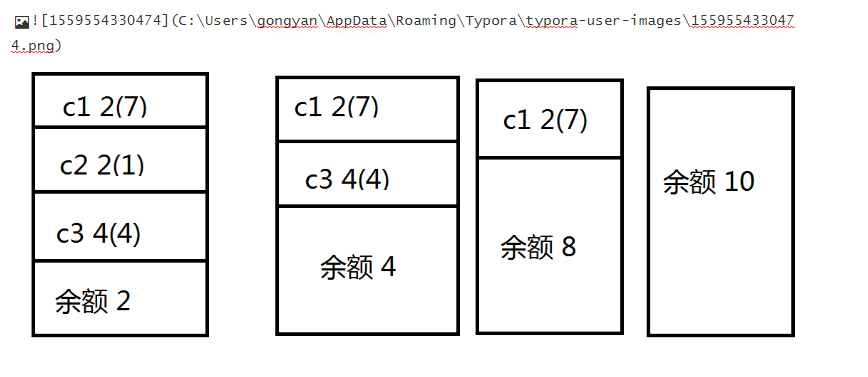 ![1559554330474](C:\Users\gongyan\AppData\Roaming\Typora\typora-user-images\155955433047
4.png)
c1 2(7)
c2 2(1)
c3 4(4)
余额 2
c1 2(7)
c3 4(4)
余额 4
c1 2(7)
余额 8
余额 10